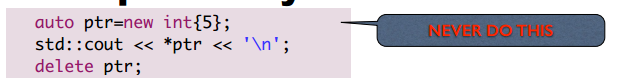 auto ptr=new int{5};
std::cout << *ptr << '\n';
delete ptr;
NEVER DO THIS